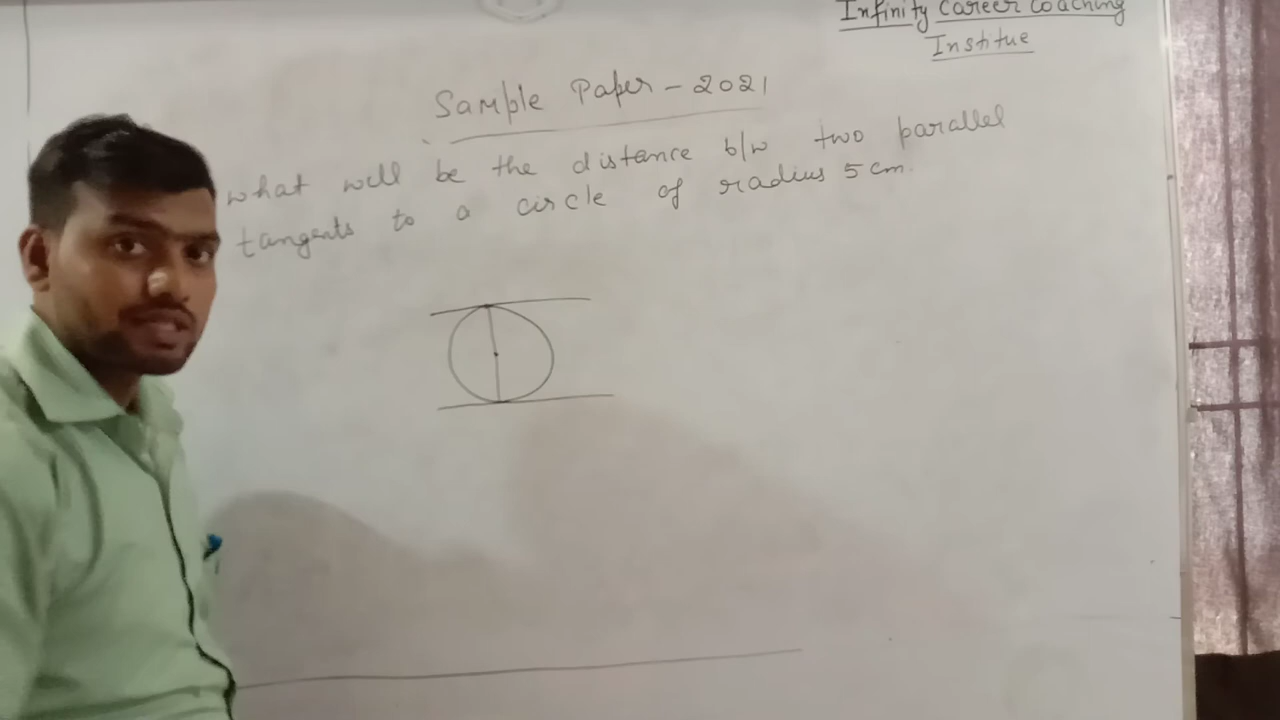 Infinity Career Coaching
Institue
Sample Paper - 2021
what will be the distance b/w two parallel
tangents to a circle of radius 5 cm.